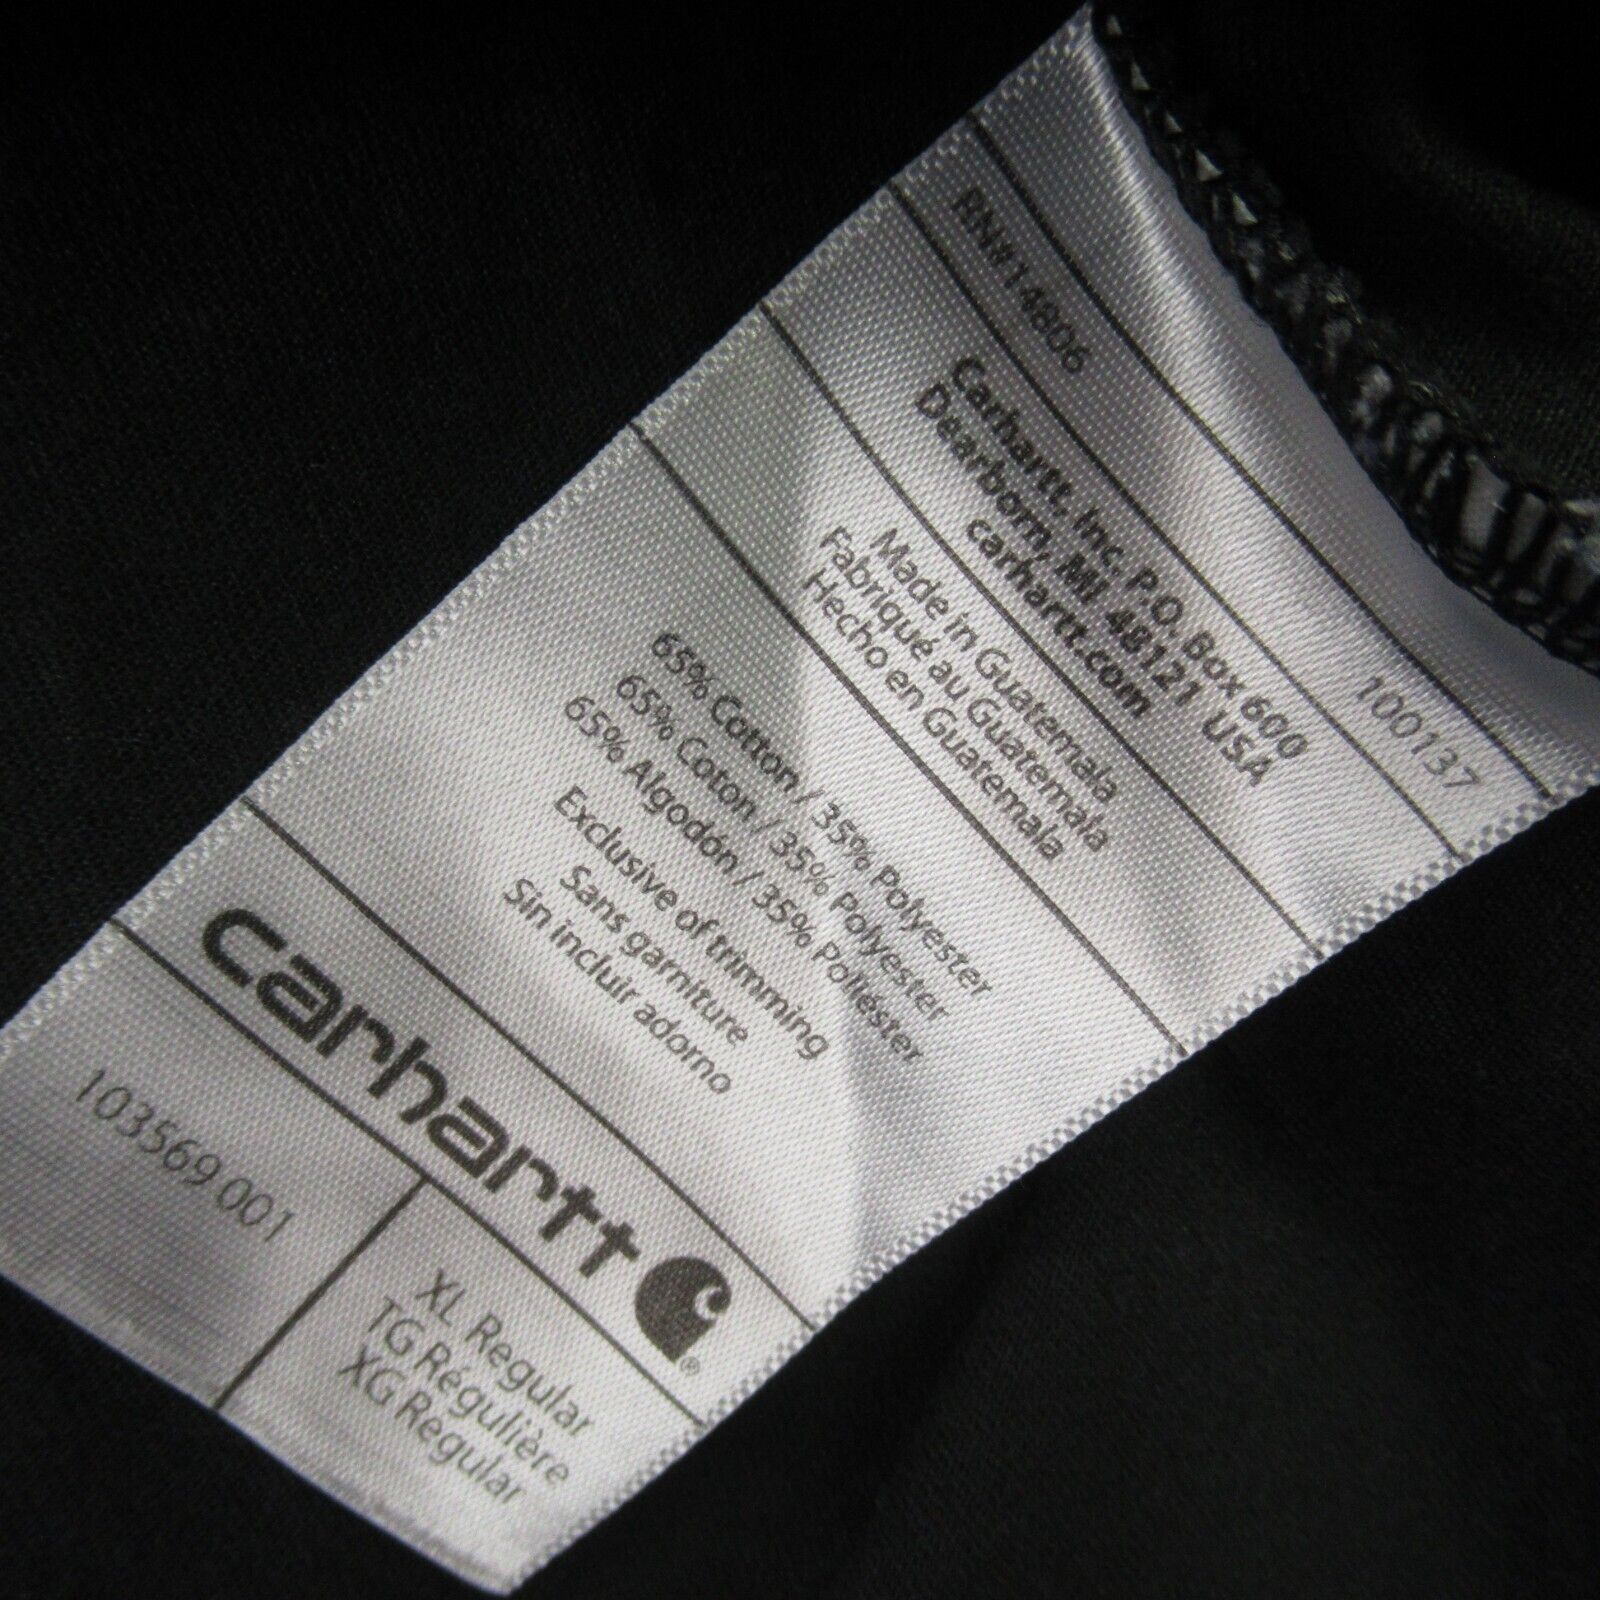 RN#14806 100137
Carhartt, Inc. P.O. Box 600
Dearborn, MI 48121 USA
carhartt.com
Made in Guatemala
Fabriqué au Guatemala
Hecho en Guatemala
65% Cotton / 35% Polyester
65% Coton / 35% Polyester
65% Algodón / 35% Poliéster
Exclusive of trimming
Sans garniture
Sin incluir adorno
carhartt ®
103569 001
XL Regular
TG Régulière
XG Regular